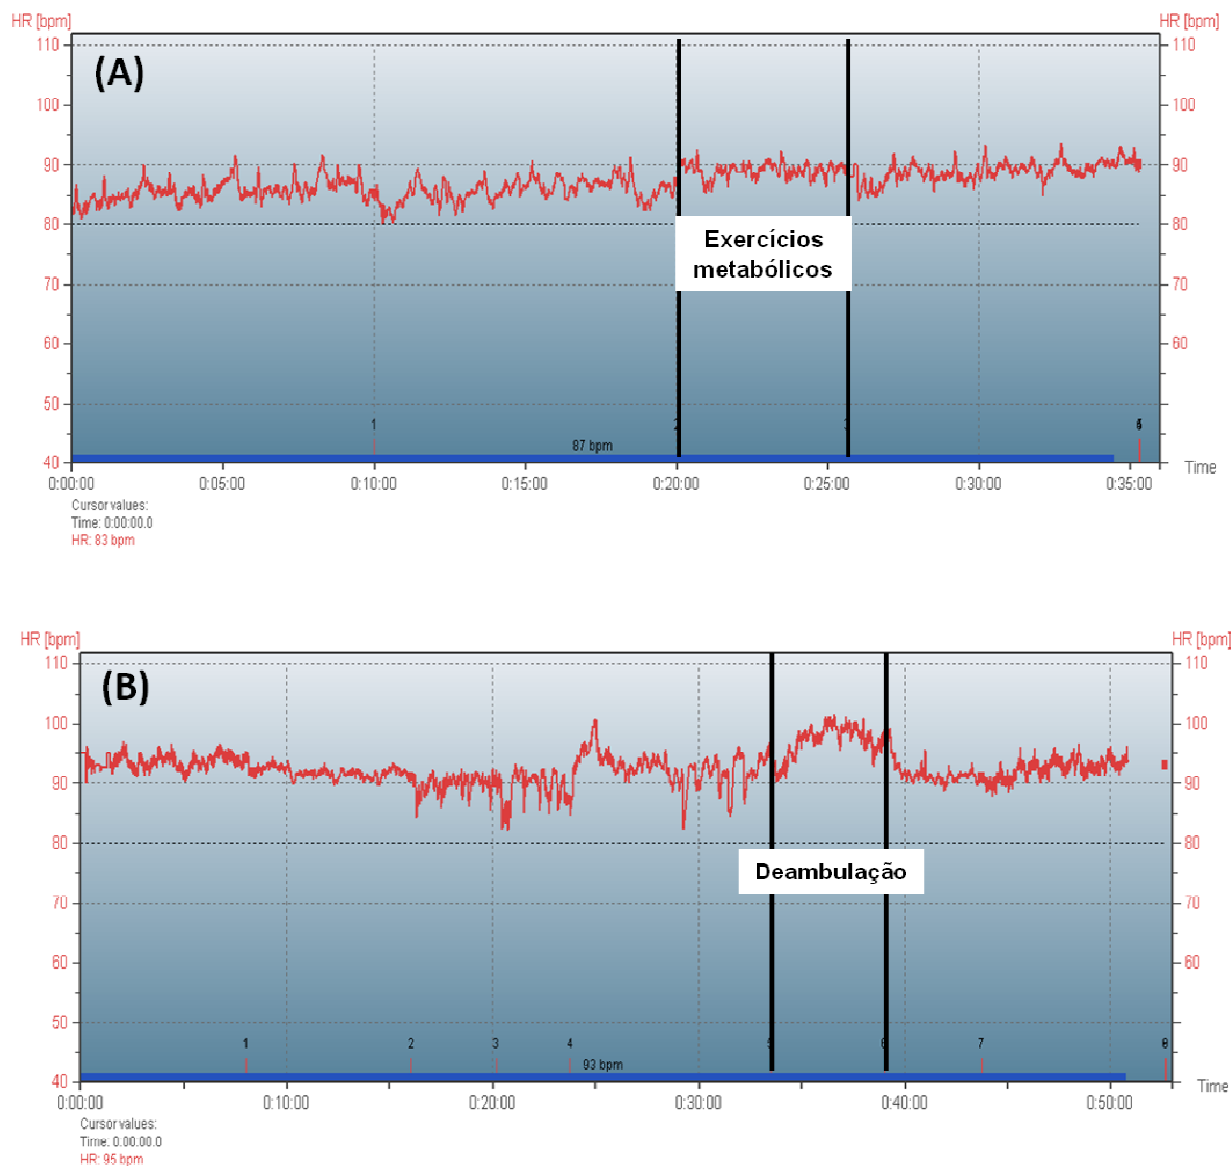 HR [bpm] HR [bpm]
110 110
(A)
100 100
90 90
80 80
Exercícios
metabólicos
70 70
60 60
50
1 2 3
87 bpm
40
0:00:00 0:05:00 0:10:00 0:15:00 0:20:00 0:25:00 0:30:00 0:35:00 Time
Cursor values:
Time: 0:00:00.0
HR: 83 bpm
HR [bpm] HR [bpm]
110 110
(B)
100 100
90 90
80 80
Deambulação
70 70
60 60
50
1 2 3 4 5 6 7 8
93 bpm
40
0:00:00 0:10:00 0:20:00 0:30:00 0:40:00 0:50:00 Time
Cursor values:
Time: 0:00:00.0
HR: 95 bpm